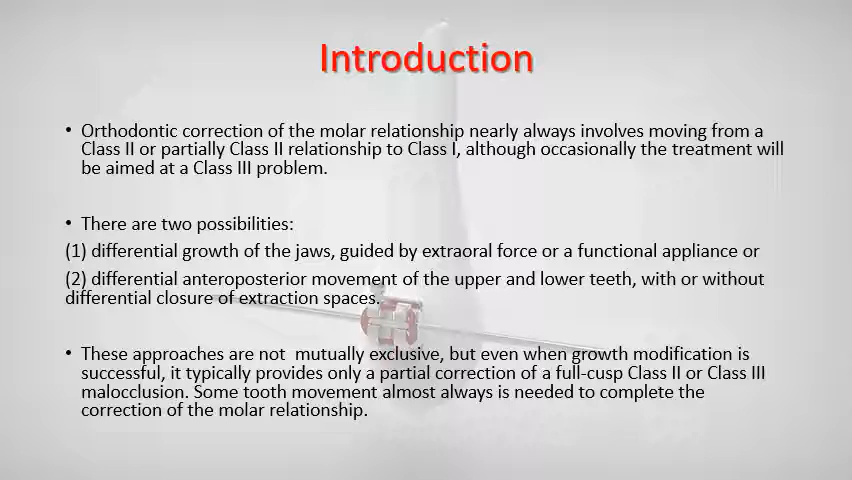 Introduction
• Orthodontic correction of the molar relationship nearly always involves moving from a
Class II or partially Class II relationship to Class I, although occasionally the treatment will
be aimed at a Class III problem.
• There are two possibilities:
(1) differential growth of the jaws, guided by extraoral force or a functional appliance or
(2) differential anteroposterior movement of the upper and lower teeth, with or without
differential closure of extraction spaces.
• These approaches are not  mutually exclusive, but even when growth modification is
successful, it typically provides only a partial correction of a full-cusp Class II or Class III
malocclusion. Some tooth movement almost always is needed to complete the
correction of the molar relationship.